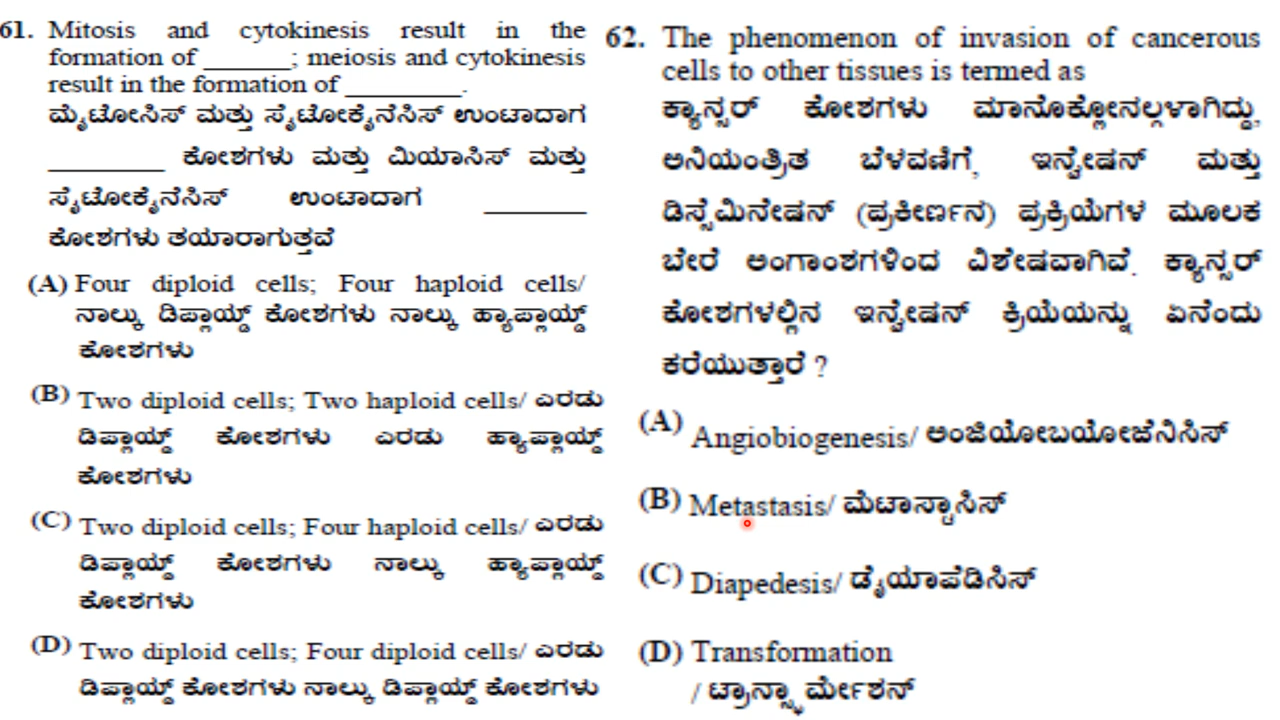 61. Mitosis and cytokinesis result in the
formation of ______; meiosis and cytokinesis
result in the formation of ________.
ಮೈಟೋಸಿಸ್ ಮತ್ತು ಸೈಟೋಕೈನೆಸಿಸ್ ಉಂಟಾದಾಗ
________ ಕೋಶಗಳು ಮತ್ತು ಮಿಯಾಸಿಸ್ ಮತ್ತು
ಸೈಟೋಕೈನೆಸಿಸ್ ಉಂಟಾದಾಗ _______
ಕೋಶಗಳು ತಯಾರಾಗುತ್ತವೆ
(A) Four diploid cells; Four haploid cells/
ನಾಲ್ಕು ಡಿಪ್ಲಾಯ್ಡ್ ಕೋಶಗಳು ನಾಲ್ಕು ಹ್ಯಾಪ್ಲಾಯ್ಡ್
ಕೋಶಗಳು
(B) Two diploid cells; Two haploid cells/ ಎರಡು
ಡಿಪ್ಲಾಯ್ಡ್ ಕೋಶಗಳು ಎರಡು ಹ್ಯಾಪ್ಲಾಯ್ಡ್
ಕೋಶಗಳು
(C) Two diploid cells; Four haploid cells/ ಎರಡು
ಡಿಪ್ಲಾಯ್ಡ್ ಕೋಶಗಳು ನಾಲ್ಕು ಹ್ಯಾಪ್ಲಾಯ್ಡ್
ಕೋಶಗಳು
(D) Two diploid cells; Four diploid cells/ ಎರಡು
ಡಿಪ್ಲಾಯ್ಡ್ ಕೋಶಗಳು ನಾಲ್ಕು ಡಿಪ್ಲಾಯ್ಡ್ ಕೋಶಗಳು
62. The phenomenon of invasion of cancerous
cells to other tissues is termed as
ಕ್ಯಾನ್ಸರ್ ಕೋಶಗಳು ಮಾನೊಕ್ಲೋನಲ್ಗಳಾಗಿದ್ದು,
ಅನಿಯಂತ್ರಿತ ಬೆಳವಣಿಗೆ, ಇನ್ವೇಷನ್ ಮತ್ತು
ಡಿಸ್ಸೆಮಿನೇಷನ್ (ಪ್ರಕೀರ್ಣನ) ಪ್ರಕ್ರಿಯೆಗಳ ಮೂಲಕ
ಬೇರೆ ಅಂಗಾಂಶಗಳಿಂದ ವಿಶೇಷವಾಗಿವೆ. ಕ್ಯಾನ್ಸರ್
ಕೋಶಗಳಲ್ಲಿನ ಇನ್ವೇಷನ್ ಕ್ರಿಯೆಯನ್ನು ಏನೆಂದು
ಕರೆಯುತ್ತಾರೆ ?
(A) Angiobiogenesis/ ಅಂಜಿಯೋಬಯೋಜೆನಿಸಿಸ್
(B) Metastasis/ ಮೆಟಾಸ್ಟಾಸಿಸ್
(C) Diapedesis/ ಡೈಯಾಪೆಡಿಸಿಸ್
(D) Transformation
/ ಟ್ರಾನ್ಸ್ಫಾರ್ಮೇಶನ್